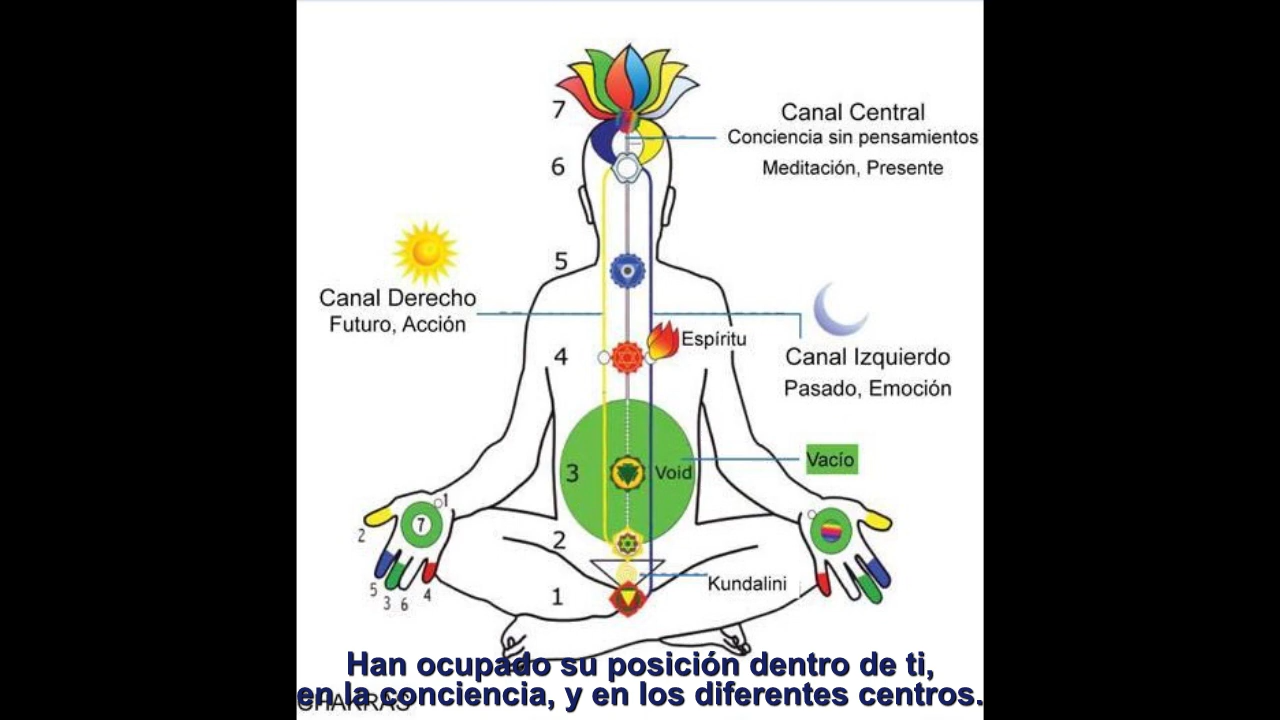 7
Canal Central
Conciencia sin pensamientos
Meditación, Presente
6
5
Canal Derecho
Futuro, Acción
Espíritu
4
Canal Izquierdo
Pasado, Emoción
3
Void
Vacío
1
7
2
2
5
3
6
4
Kundalini
1
Han ocupado su posición dentro de ti,
en la conciencia, y en los diferentes centros.
CHAKRAS